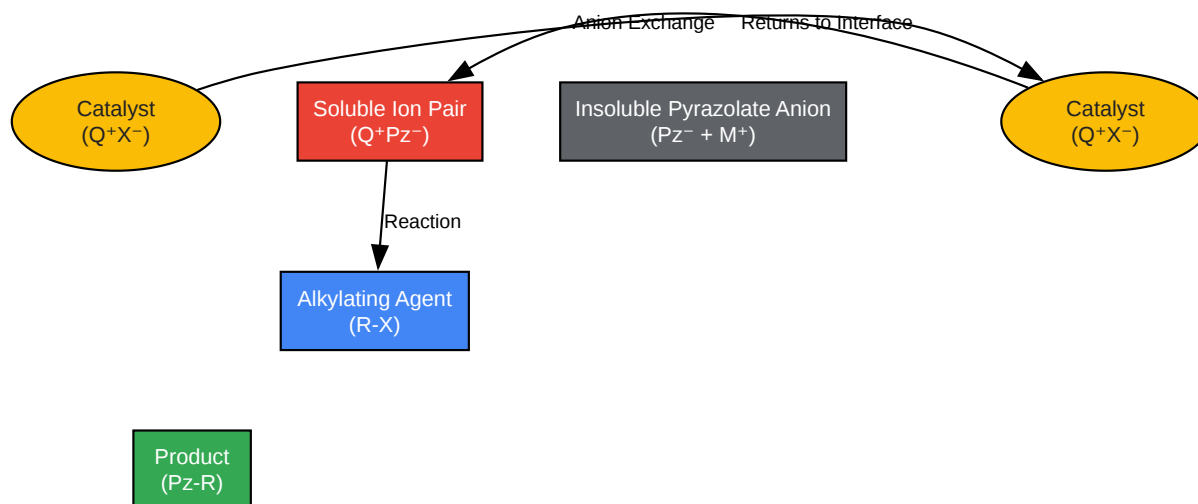 Anion Exchange
Returns to Interface
Catalyst
(Q⁺X⁻)
Soluble Ion Pair
(Q⁺Pz⁻)
Insoluble Pyrazolate Anion
(Pz⁻ + M⁺)
Catalyst
(Q⁺X⁻)
Reaction
Alkylating Agent
(R-X)
Product
(Pz-R)